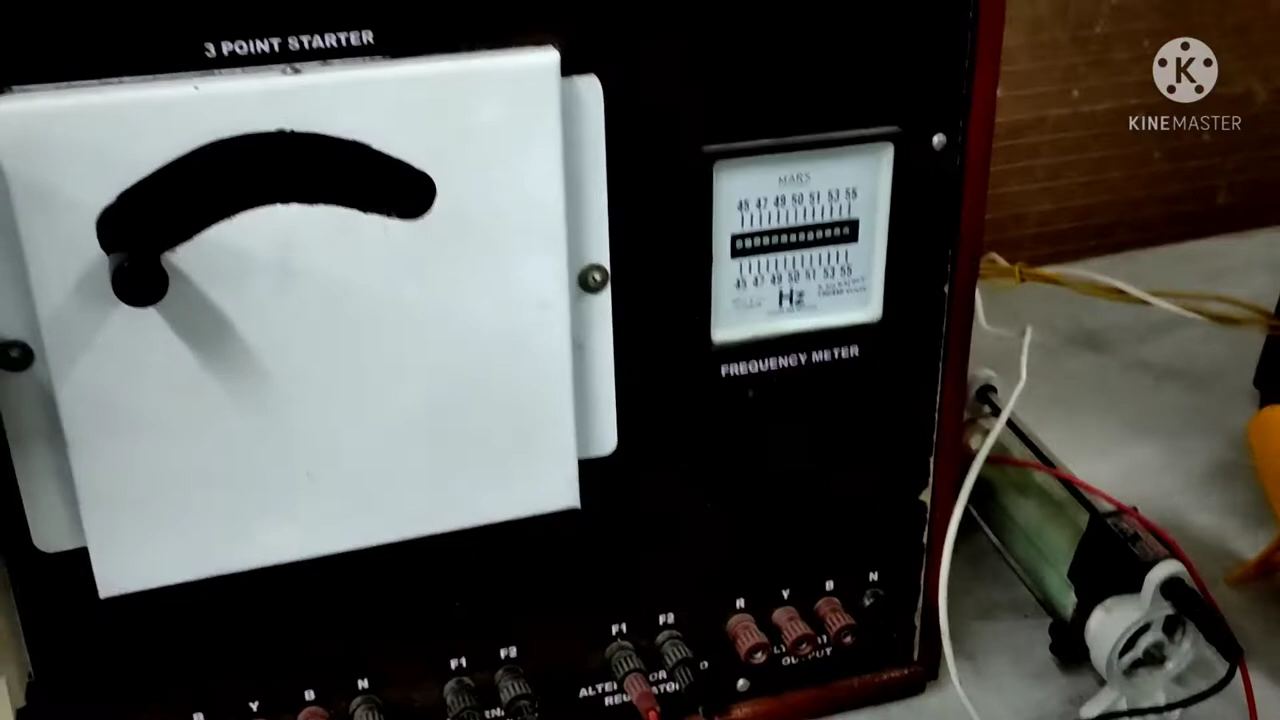 3 POINT STARTER
K
KINEMASTER
MARS
45 47 49 50 51 53 55
45 47 49 50 51 53 55
Hz
FREQUENCY METER
R Y B N
OUTPUT
F1 F2
F1 F2
B N
Y